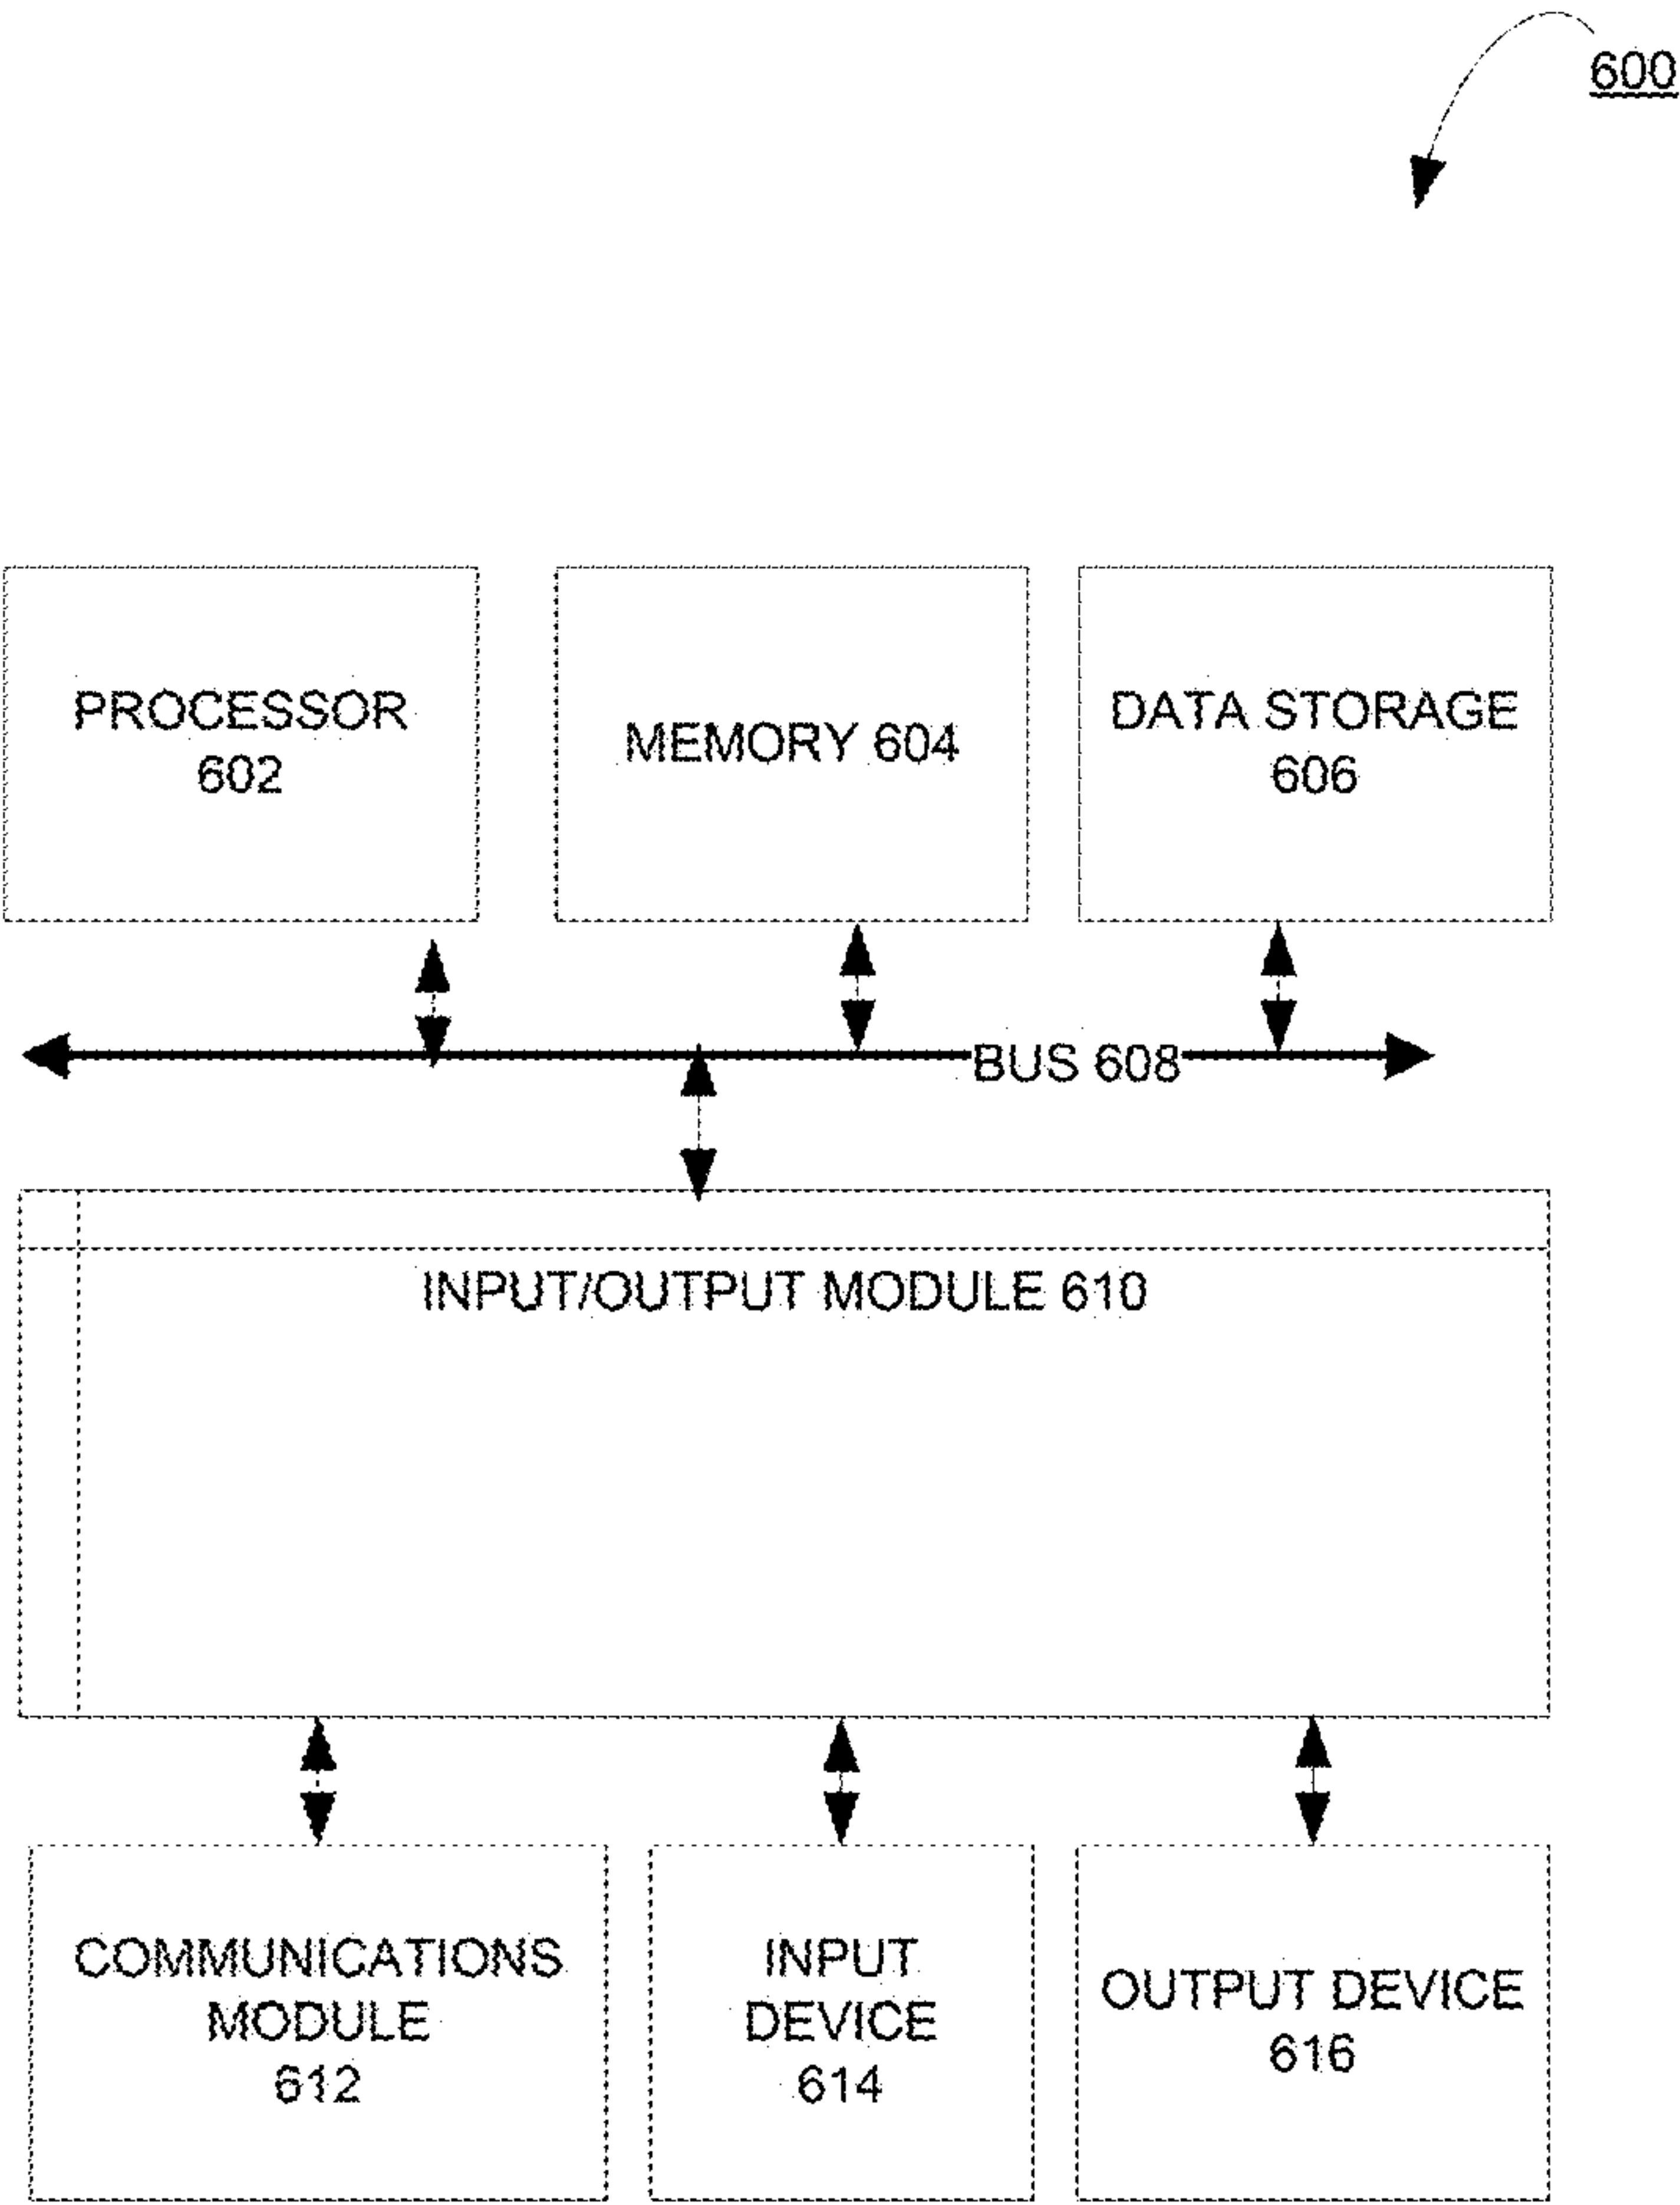 600
PROCESSOR
602
MEMORY 604
DATA STORAGE
606
BUS 608
INPUT/OUTPUT MODULE 610
COMMUNICATIONS
MODULE
612
INPUT
DEVICE
614
OUTPUT DEVICE
616